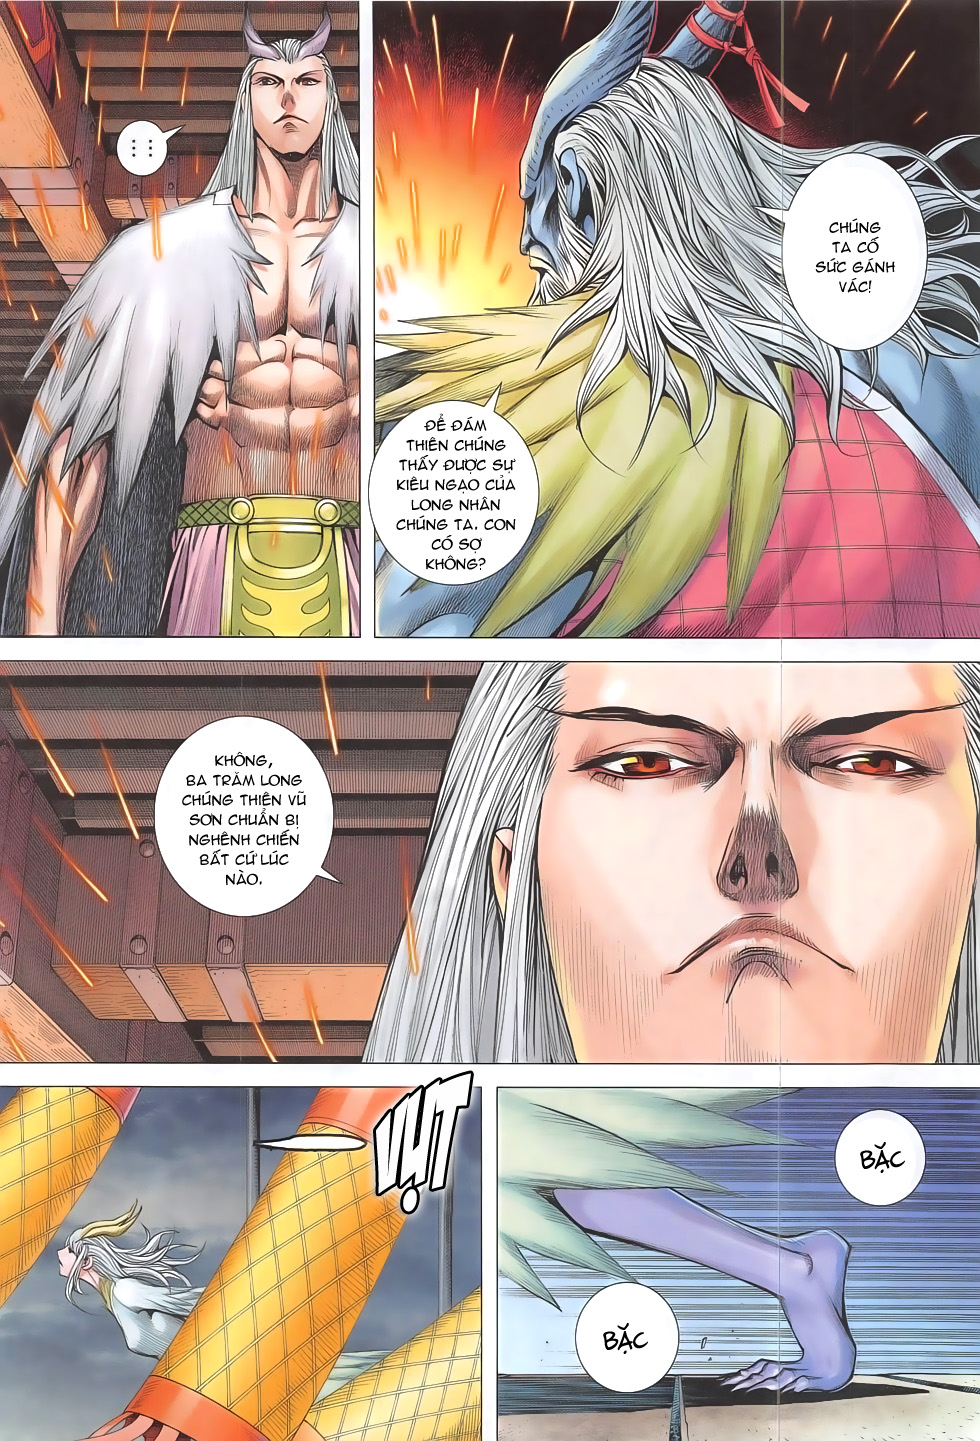 : :
CHÚNG
TA CỐ
SỨC GÁNH
VÁC!
ĐỂ ĐÁM
THIÊN CHÚNG
THẤY ĐƯỢC SỰ
KIÊU NGẠO CỦA
LONG NHÂN
CHÚNG TA. CON
CÓ SỢ
KHÔNG?
KHÔNG,
BA TRĂM LONG
CHÚNG THIÊN VŨ
SƠN CHUẨN BỊ
NGHÊNH CHIẾN
BẤT CỨ LÚC
NÀO.
VỤT
BẶC
BẶC